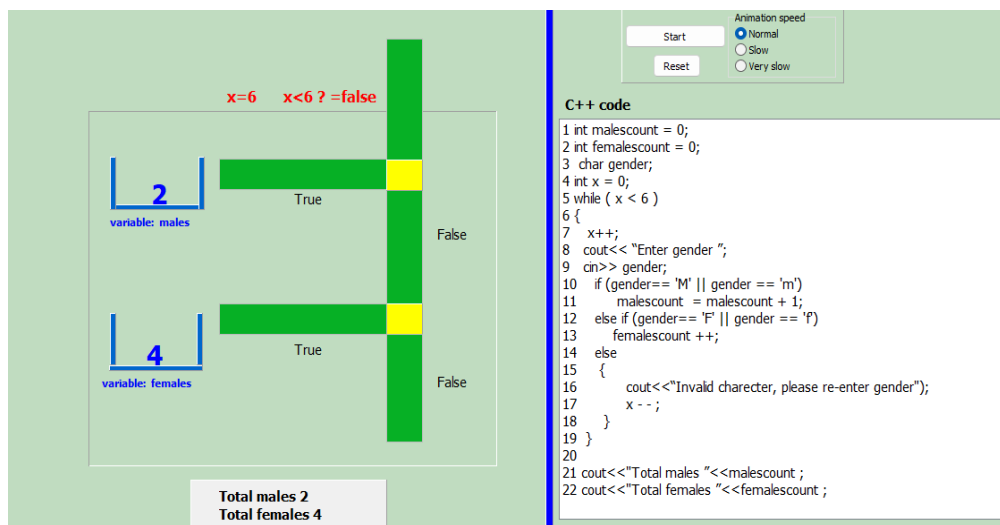 x=6 x<6 ? =false
2
variable: males
True
False
4
variable: females
True
False
Total males 2
Total females 4
Start
Reset
Animation speed
Normal
Slow
Very slow
C++ code
1 int malescount = 0;
2 int femalescount = 0;
3 char gender;
4 int x = 0;
5 while ( x < 6 )
6 {
7 x++;
8 cout<< “Enter gender ”;
9 cin>> gender;
10 if (gender== 'M' || gender == 'm')
11 malescount = malescount + 1;
12 else if (gender== 'F' || gender == 'f')
13 femalescount ++;
14 else
15 {
16 cout<<“Invalid charecter, please re-enter gender");
17 x - - ;
18 }
19 }
20
21 cout<<"Total males ”<<malescount ;
22 cout<<"Total females ”<<femalescount ;